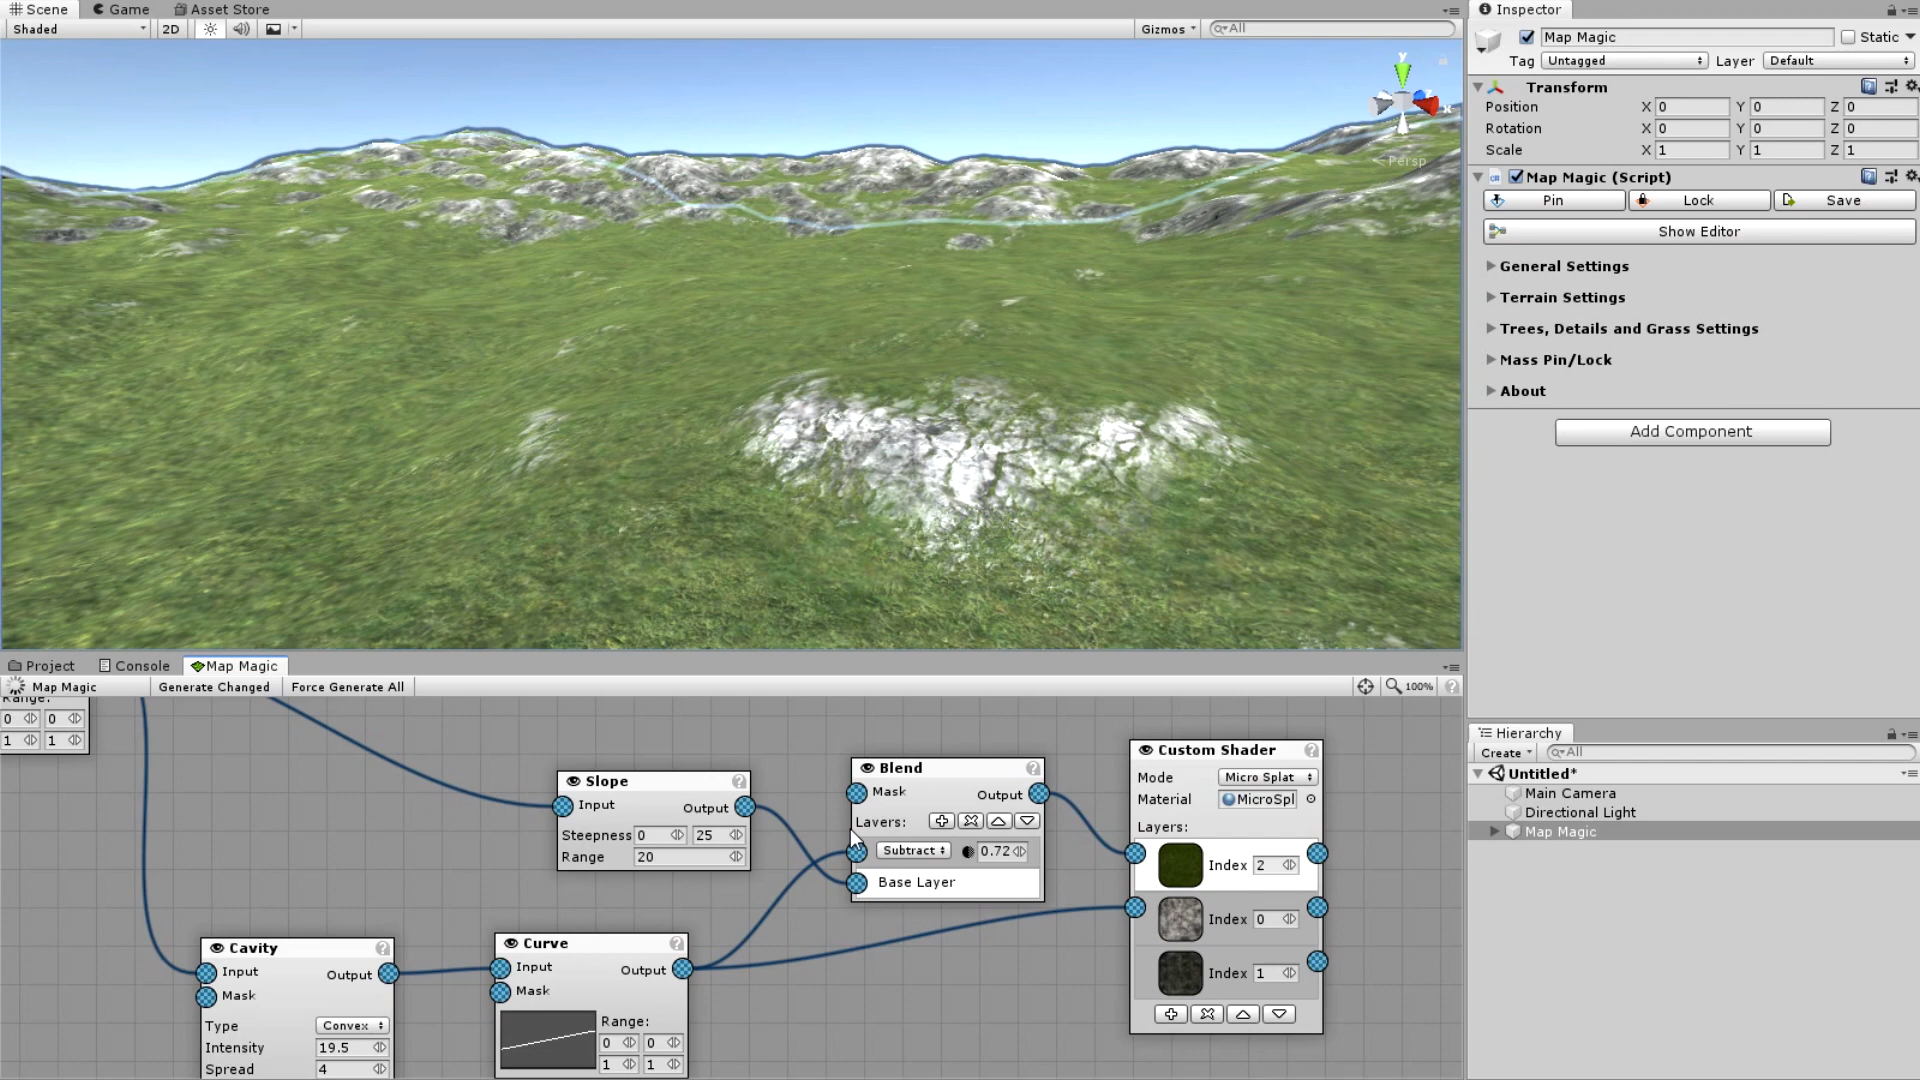 Scene Game Asset Store
Shaded 2D Gizmos All
y
x
Persp
Inspector
Map Magic Static
Tag Untagged Layer Default
Transform
Position X 0 Y 0 Z 0
Rotation X 0 Y 0 Z 0
Scale X 1 Y 1 Z 1
Map Magic (Script)
Pin Lock Save
Show Editor
General Settings
Terrain Settings
Trees, Details and Grass Settings
Mass Pin/Lock
About
Add Component
Project Console Map Magic
Map Magic Generate Changed Force Generate All 100%
Range:
0 0
1 1
Slope
Input Output
Steepness 0 25
Range 20
Cavity
Input Output
Mask
Type Convex
Intensity 19.5
Spread 4
Curve
Input Output
Mask
Range:
0 0
1 1
Blend
Mask Output
Layers:
Subtract 0.72
Base Layer
Custom Shader
Mode Micro Splat
Material MicroSpl
Layers:
Index 2
Index 0
Index 1
Hierarchy
Create All
Untitled*
Main Camera
Directional Light
Map Magic